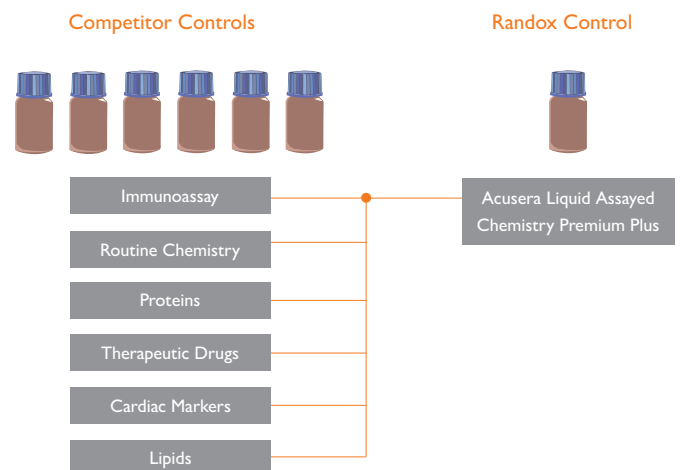 Competitor Controls
Randox Control
Immunoassay
Routine Chemistry
Proteins
Therapeutic Drugs
Cardiac Markers
Lipids
Acusera Liquid Assayed
Chemistry Premium Plus